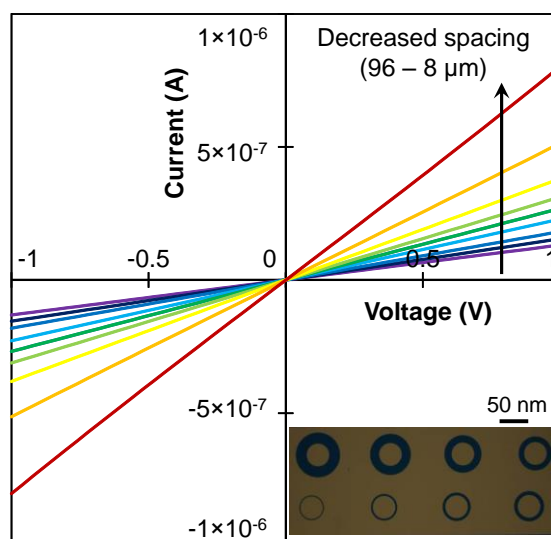 1×10⁻⁶
Decreased spacing
(96 – 8 µm)
Current (A)
5×10⁻⁷
-1
-0.5
0
0.5
1
Voltage (V)
-5×10⁻⁷
50 nm
-1×10⁻⁶